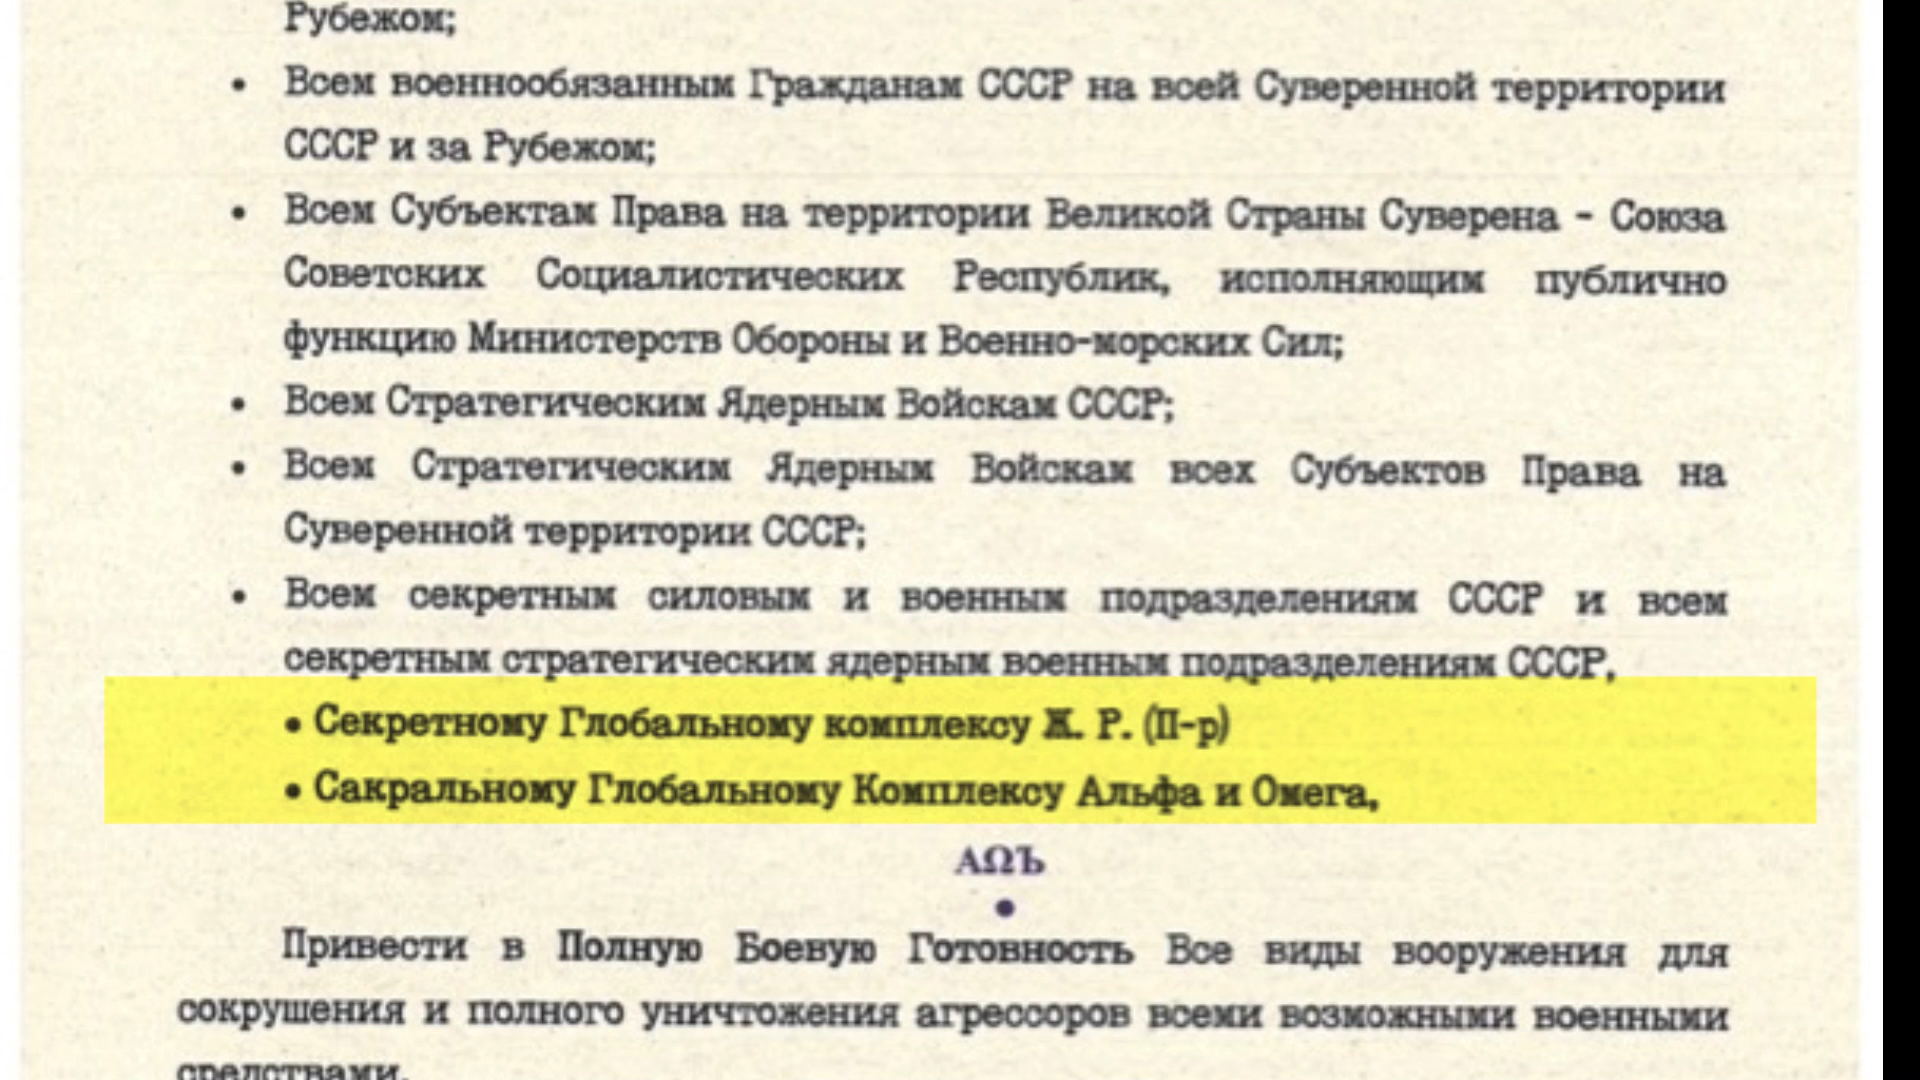 Рубежом;
• Всем военнообязанным Гражданам СССР на всей Суверенной территории
СССР и за Рубежом;
• Всем Субъектам Права на территории Великой Страны Суверена - Союза
Советских Социалистических Республик, исполняющим публично
функцию Министерств Обороны и Военно-морских Сил;
• Всем Стратегическим Ядерным Войскам СССР;
• Всем Стратегическим Ядерным Войскам всех Субъектов Права на
Суверенной территории СССР;
• Всем секретным силовым и военным подразделениям СССР и всем
секретным стратегическим ядерным военным подразделениям СССР,
• Секретному Глобальному комплексу Ж. Р. (П-р)
• Сакральному Глобальному Комплексу Альфа и Омега,
АΩЪ
•
Привести в Полную Боевую Готовность Все виды вооружения для
сокрушения и полного уничтожения агрессоров всеми возможными военными
средствами.